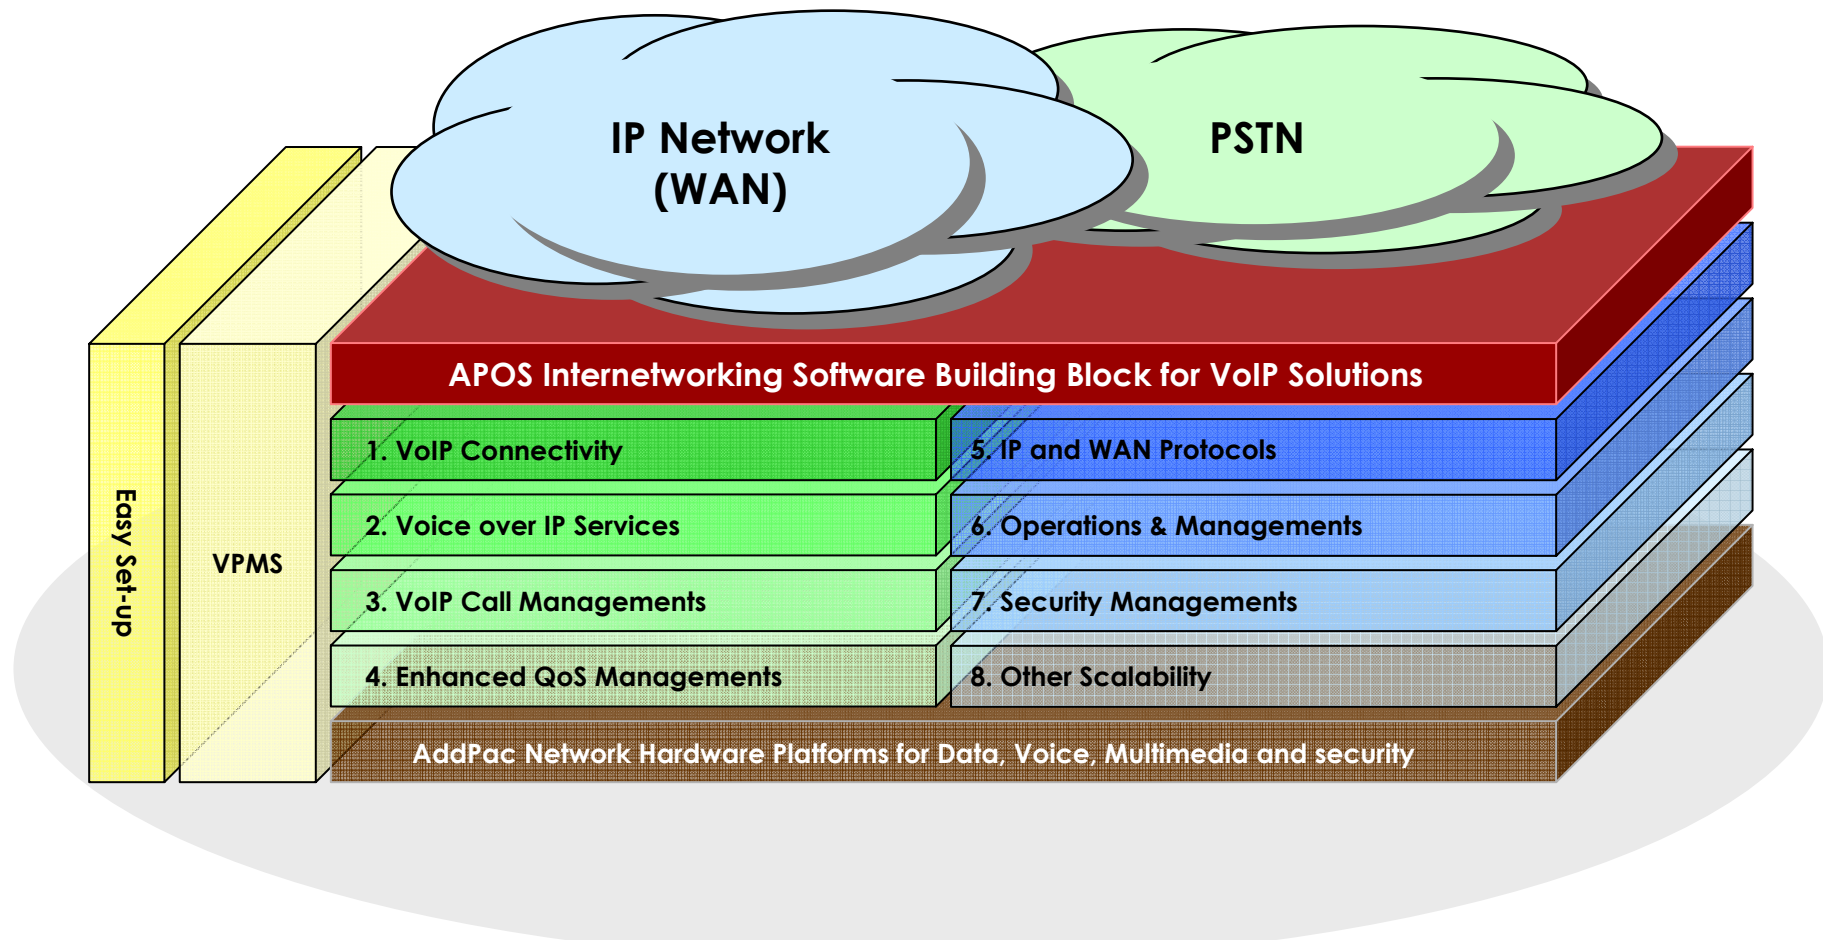 IP Network
(WAN)
PSTN
APOS Internetworking Software Building Block for VoIP Solutions
Easy Set-up
VPMS
1. VoIP Connectivity
2. Voice over IP Services
3. VoIP Call Managements
4. Enhanced QoS Managements
5. IP and WAN Protocols
6. Operations & Managements
7. Security Managements
8. Other Scalability
AddPac Network Hardware Platforms for Data, Voice, Multimedia and security